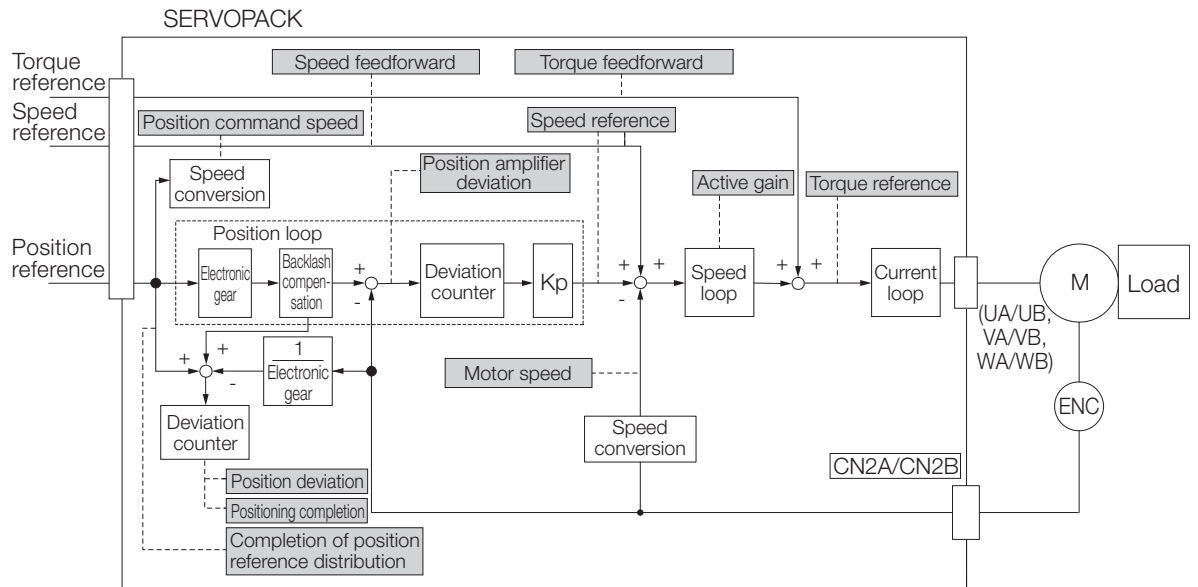 SERVOPACK
Torque
reference
Speed feedforward
Torque feedforward
Speed
reference
Position command speed
Speed reference
Speed
conversion
Position amplifier
deviation
Active gain
Torque reference
Position
reference
Position loop
Electronic
gear
Backlash
compen-
sation
+
-
Deviation
counter
Kp
+
+
-
+
Speed
loop
+
+
+
Current
loop
M
Load
(UA/UB,
VA/VB,
WA/WB)
+
+
-
1
Electronic
gear
Motor speed
ENC
Deviation
counter
Speed
conversion
CN2A/CN2B
Position deviation
Positioning completion
Completion of position
reference distribution